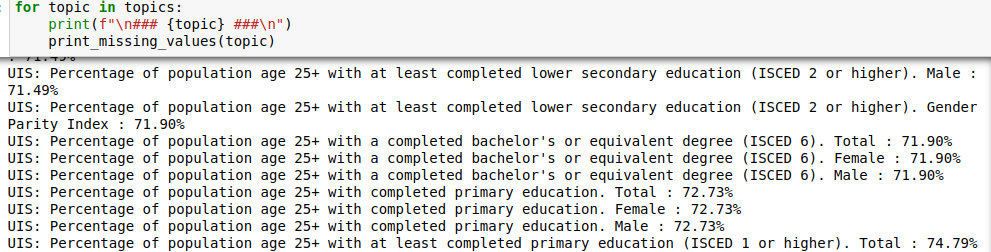 for topic in topics:
    print(f"\n### {topic} ###\n")
    print_missing_values(topic)
: 71.49%
UIS: Percentage of population age 25+ with at least completed lower secondary education (ISCED 2 or higher). Male :
71.49%
UIS: Percentage of population age 25+ with at least completed lower secondary education (ISCED 2 or higher). Gender
Parity Index : 71.90%
UIS: Percentage of population age 25+ with a completed bachelor's or equivalent degree (ISCED 6). Total : 71.90%
UIS: Percentage of population age 25+ with a completed bachelor's or equivalent degree (ISCED 6). Female : 71.90%
UIS: Percentage of population age 25+ with a completed bachelor's or equivalent degree (ISCED 6). Male : 71.90%
UIS: Percentage of population age 25+ with completed primary education. Total : 72.73%
UIS: Percentage of population age 25+ with completed primary education. Female : 72.73%
UIS: Percentage of population age 25+ with completed primary education. Male : 72.73%
UIS: Percentage of population age 25+ with at least completed primary education (ISCED 1 or higher). Total : 74.79%